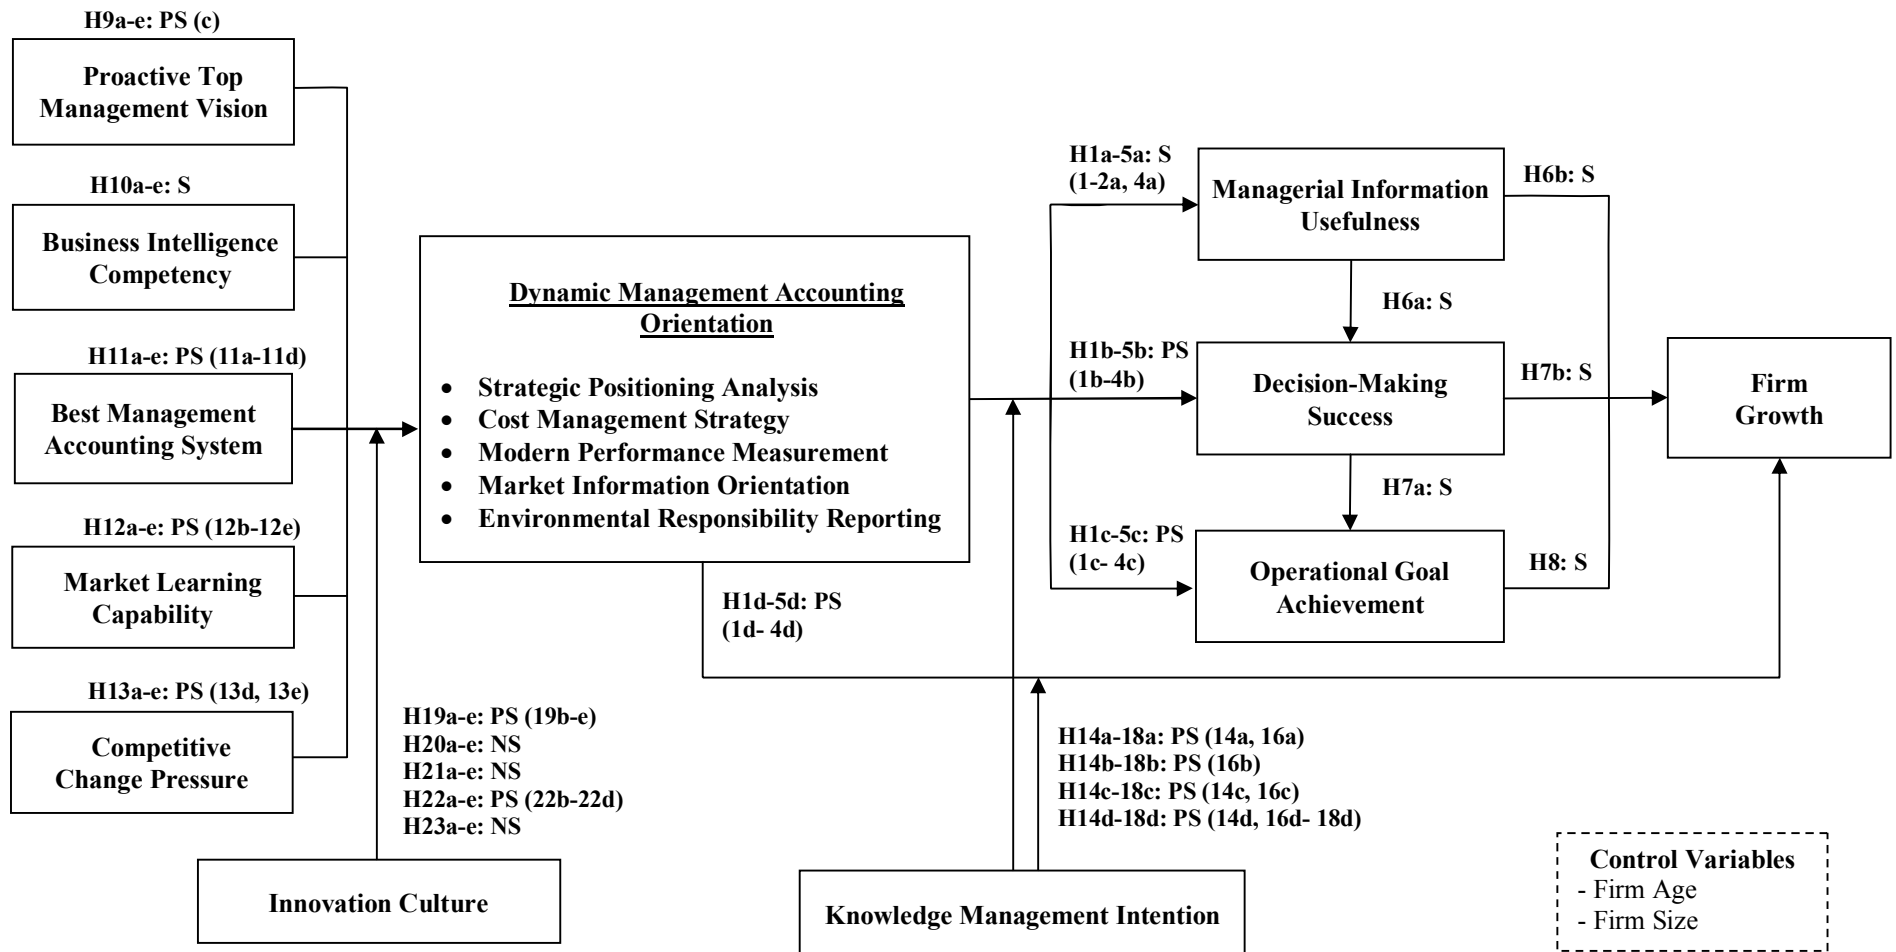 H9a-e: PS (c)
Proactive Top
Management Vision
H10a-e: S
Business Intelligence
Competency
H11a-e: PS (11a-11d)
Best Management
Accounting System
H12a-e: PS (12b-12e)
Market Learning
Capability
H13a-e: PS (13d, 13e)
Competitive
Change Pressure
H19a-e: PS (19b-e)
H20a-e: NS
H21a-e: NS
H22a-e: PS (22b-22d)
H23a-e: NS
Innovation Culture
Dynamic Management Accounting
Orientation
• Strategic Positioning Analysis
• Cost Management Strategy
• Modern Performance Measurement
• Market Information Orientation
• Environmental Responsibility Reporting
H1d-5d: PS
(1d- 4d)
H1a-5a: S
(1-2a, 4a)
H1b-5b: PS
(1b-4b)
H1c-5c: PS
(1c- 4c)
Managerial Information
Usefulness
H6a: S
Decision-Making
Success
H7a: S
Operational Goal
Achievement
H6b: S
H7b: S
H8: S
Firm
Growth
H14a-18a: PS (14a, 16a)
H14b-18b: PS (16b)
H14c-18c: PS (14c, 16c)
H14d-18d: PS (14d, 16d- 18d)
Knowledge Management Intention
Control Variables
- Firm Age
- Firm Size